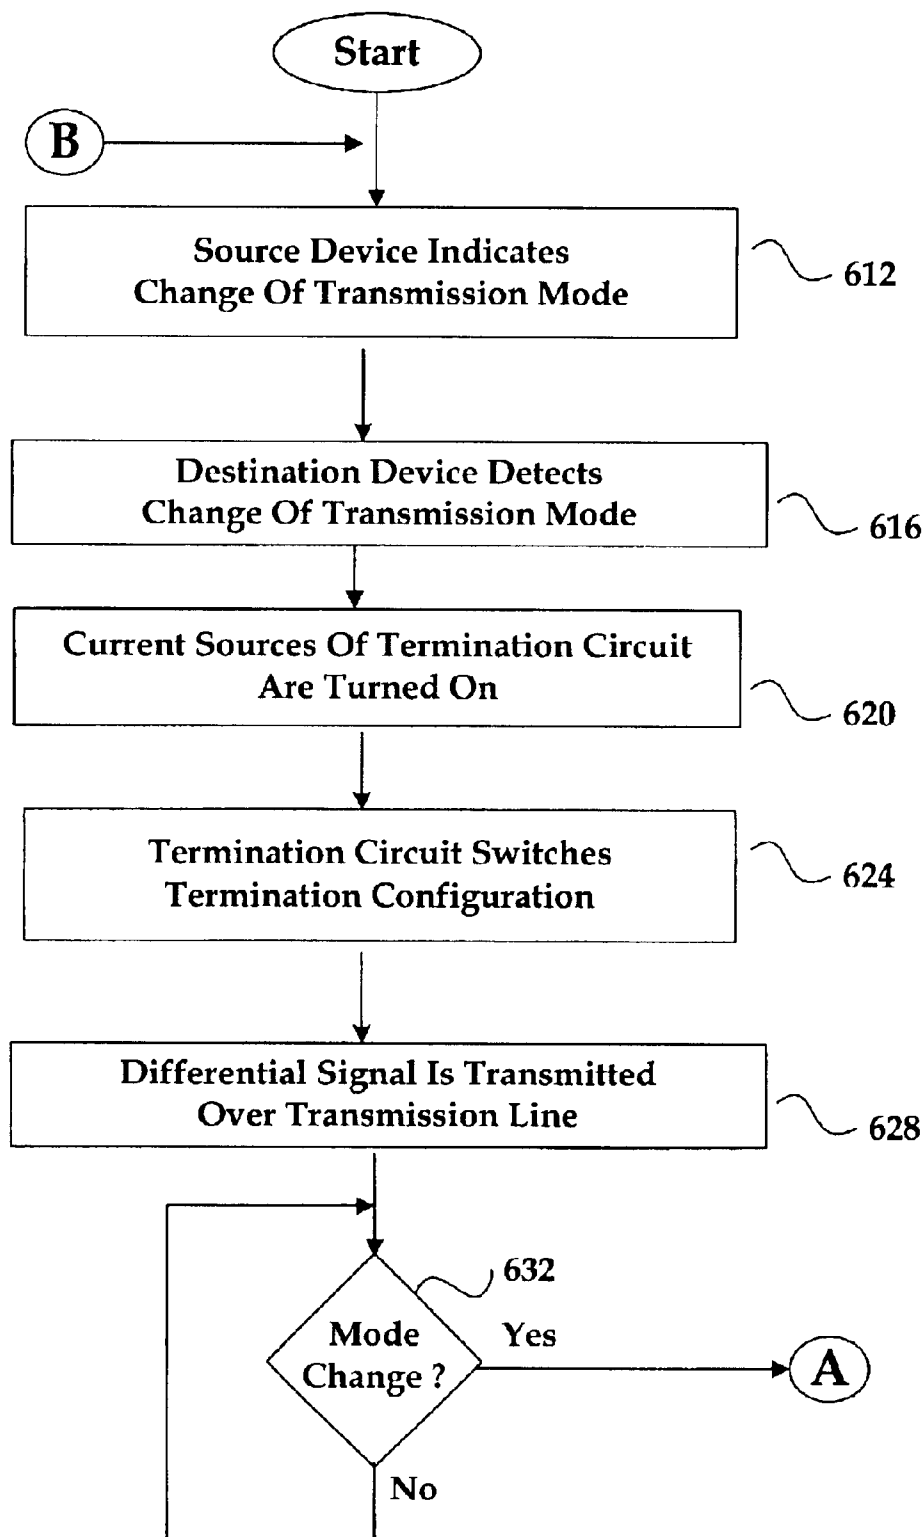 Start
B
Source Device Indicates
Change Of Transmission Mode
612
Destination Device Detects
Change Of Transmission Mode
616
Current Sources Of Termination Circuit
Are Turned On
620
Termination Circuit Switches
Termination Configuration
624
Differential Signal Is Transmitted
Over Transmission Line
628
632
Mode
Change ?
Yes
A
No